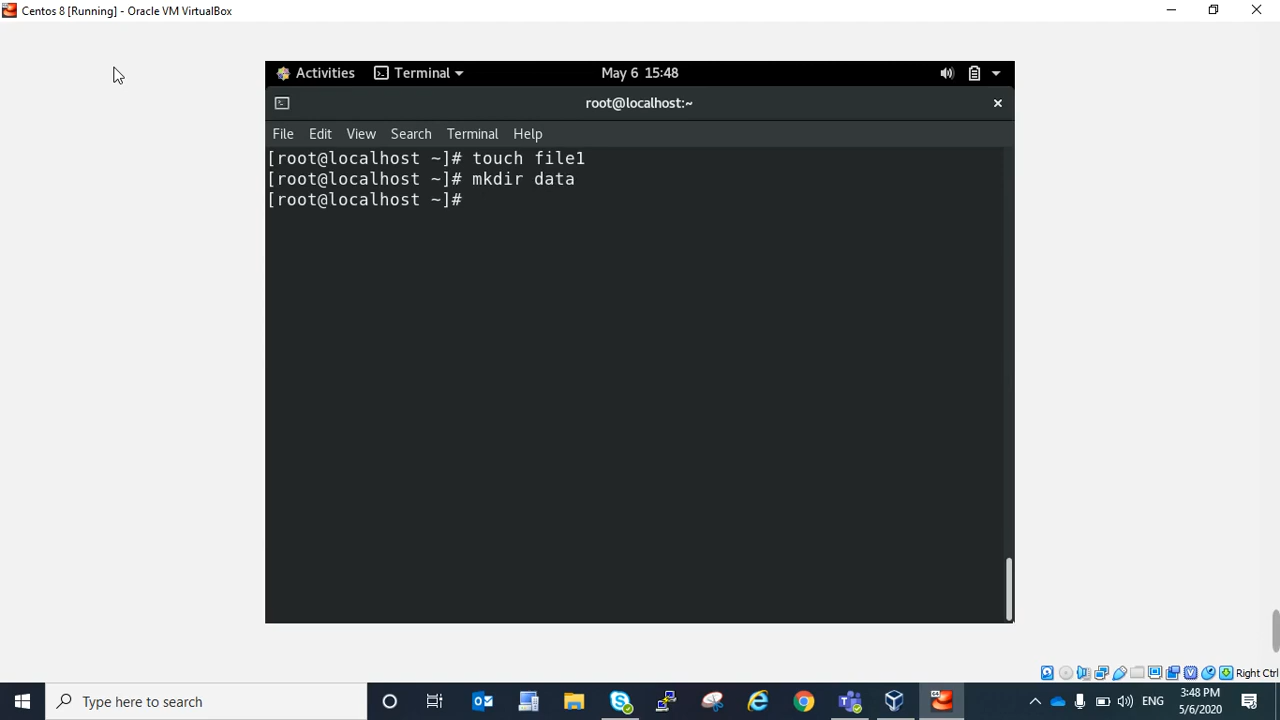 Centos 8 [Running] - Oracle VM VirtualBox
Activities Terminal May 6 15:48
root@localhost:~
File Edit View Search Terminal Help
[root@localhost ~]# touch file1
[root@localhost ~]# mkdir data
[root@localhost ~]#
Right Ctrl
Type here to search
ENG
3:48 PM
5/6/2020